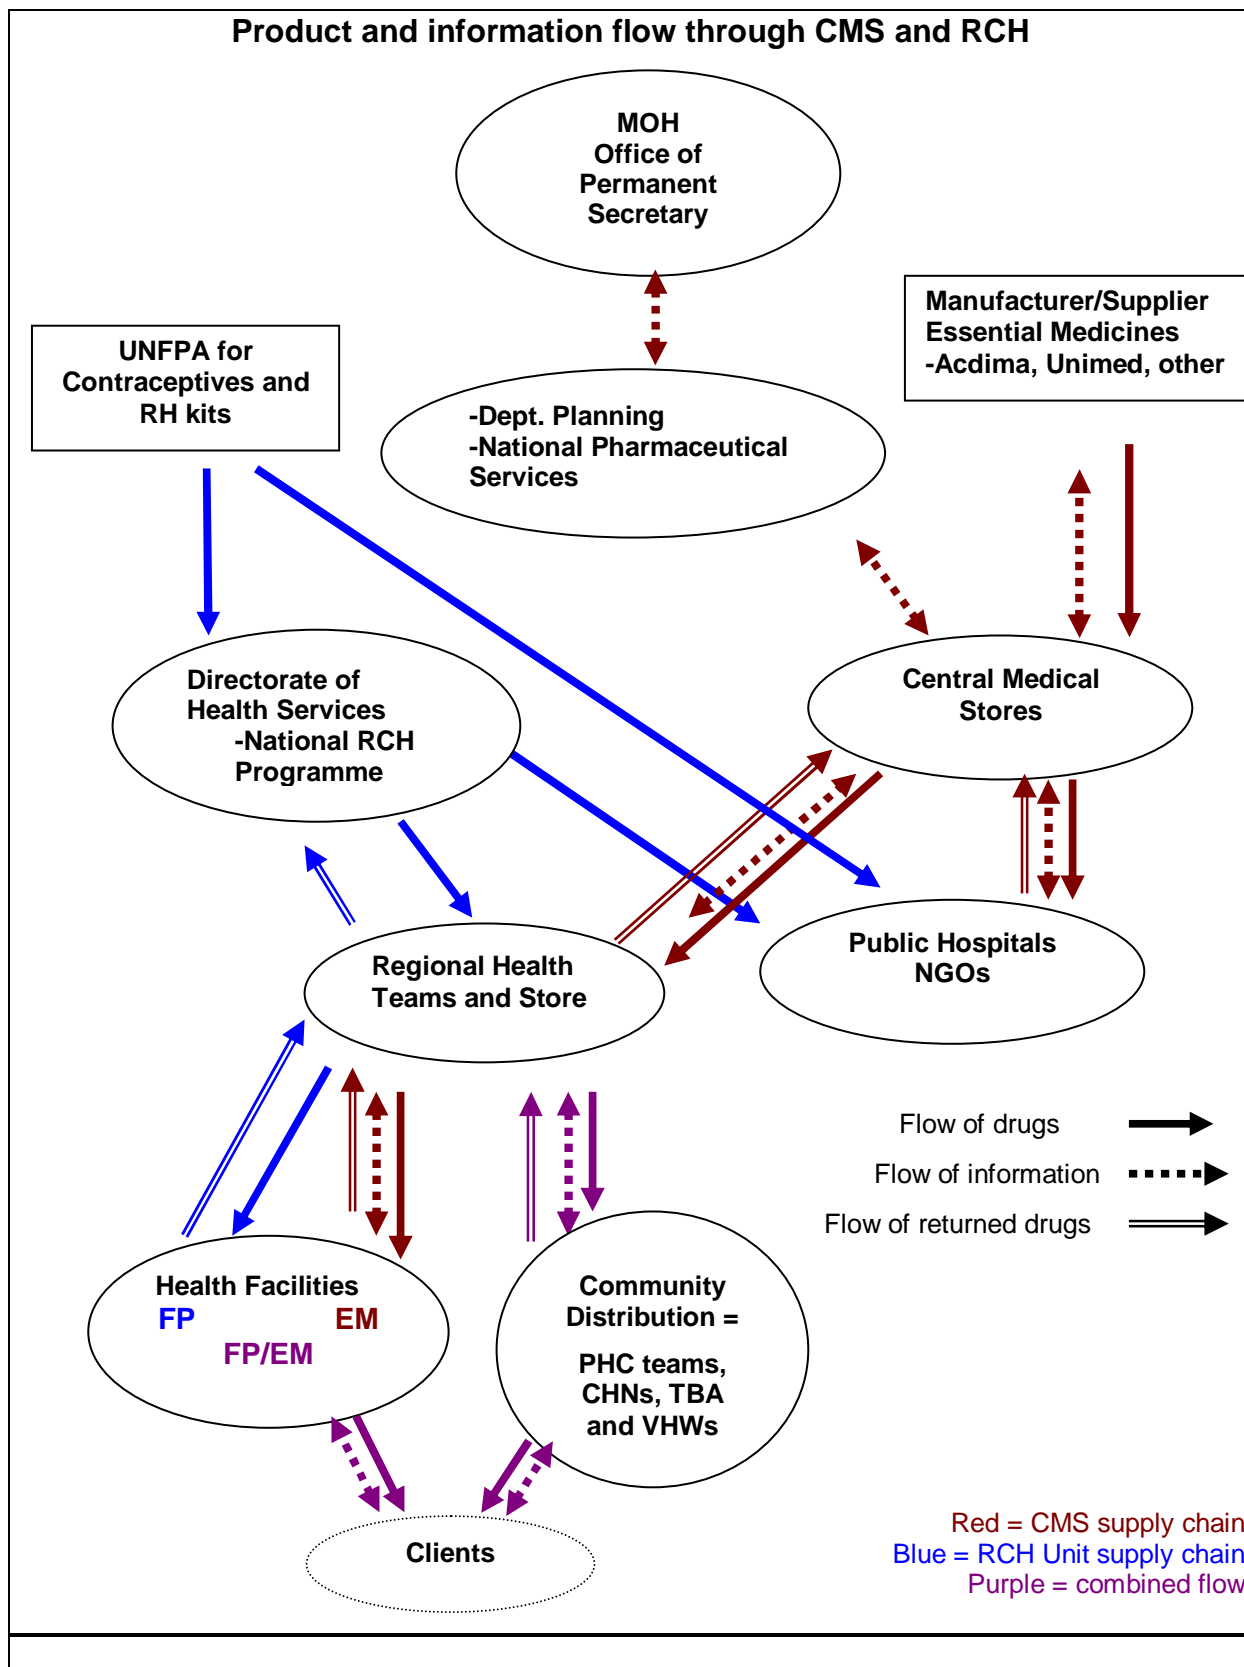 Product and information flow through CMS and RCH
MOH
Office of
Permanent
Secretary
Manufacturer/Supplier
Essential Medicines
-Acdima, Unimed, other
UNFPA for
Contraceptives and
RH kits
-Dept. Planning
-National Pharmaceutical
Services
Directorate of
Health Services
-National RCH
Programme
Central Medical
Stores
Regional Health
Teams and Store
Public Hospitals
NGOs
Flow of drugs
Flow of information
Flow of returned drugs
Health Facilities
FP EM
FP/EM
Community
Distribution =
PHC teams,
CHNs, TBA
and VHWs
Clients
Red = CMS supply chain
Blue = RCH Unit supply chain
Purple = combined flow